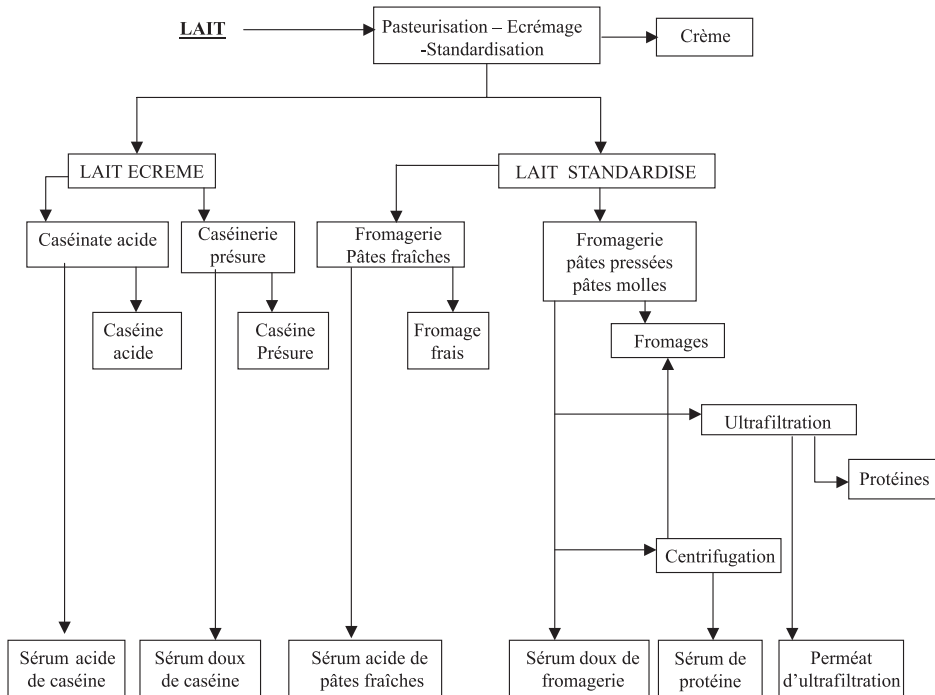 LAIT
Pasteurisation – Ecrémage
-Standardisation
Crème
LAIT ECREME
LAIT STANDARDISE
Caséinate acide
Caséinerie
présure
Fromagerie
Pâtes fraîches
Fromagerie
pâtes pressées
pâtes molles
Caséine
acide
Caséine
Présure
Fromage
frais
Fromages
Ultrafiltration
Protéines
Centrifugation
Sérum acide
de caséine
Sérum doux
de caséine
Sérum acide de
pâtes fraîches
Sérum doux de
fromagerie
Sérum de
protéine
Perméat
d’ultrafiltration